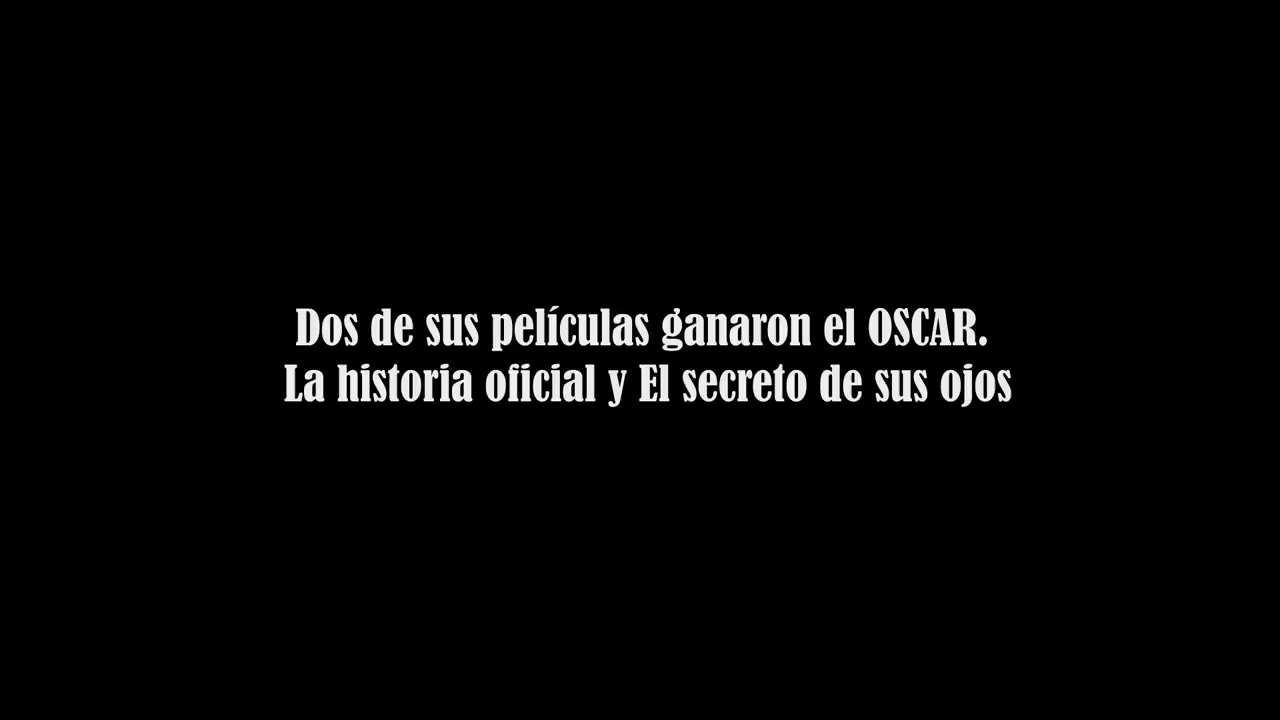 Dos de sus películas ganaron el OSCAR.
La historia oficial y El secreto de sus ojos